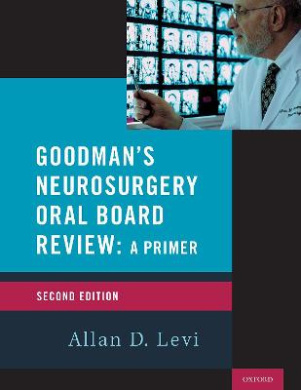 GOODMAN'S
NEUROSURGERY
ORAL BOARD
REVIEW: A PRIMER
SECOND EDITION
Allan D. Levi
OXFORD